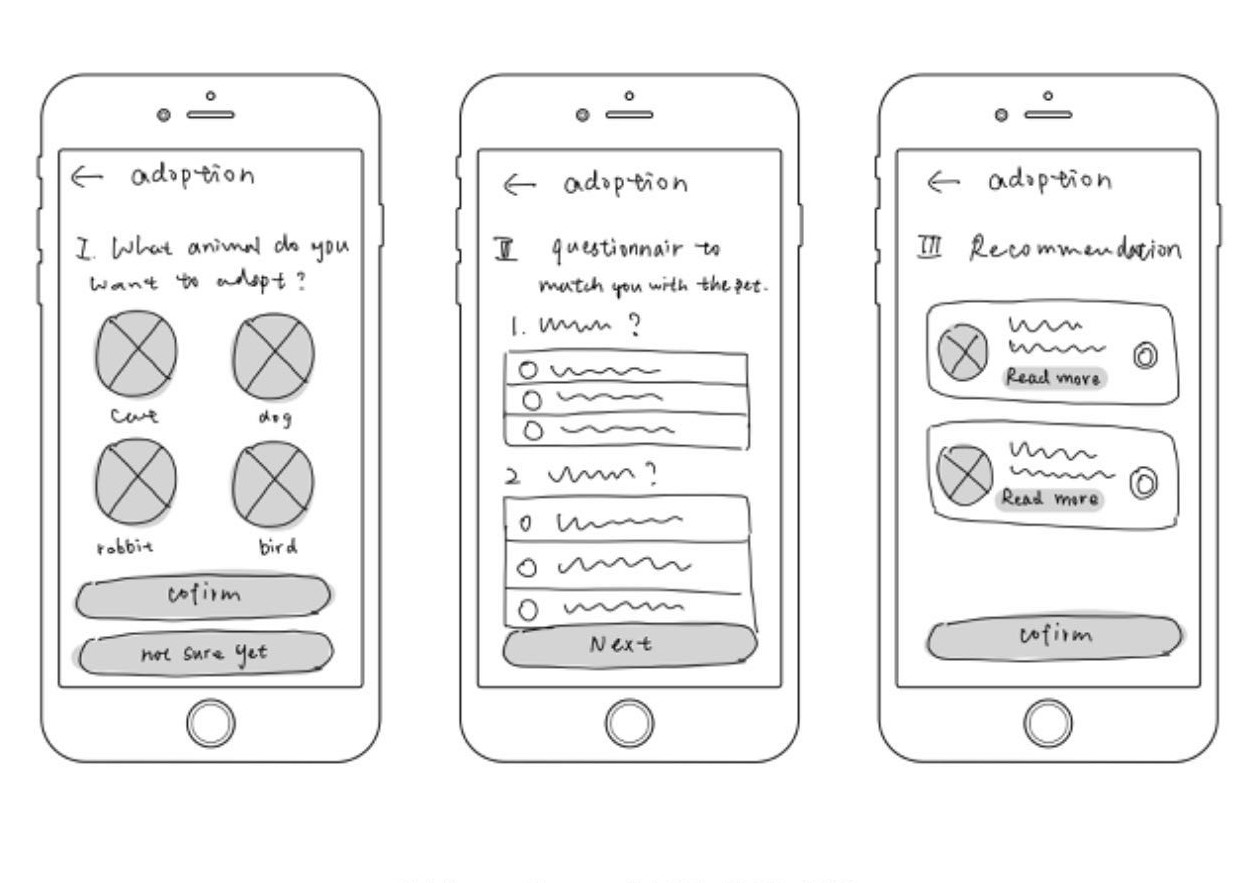 ← adoption
I. What animal do you
want to adopt?
cat
dog
rabbit
bird
cofirm
not sure yet
← adoption
II questionnair to
match you with the pet.
1. ?
2 ?
Next
← adoption
III Recommendation
Read more
Read more
cofirm